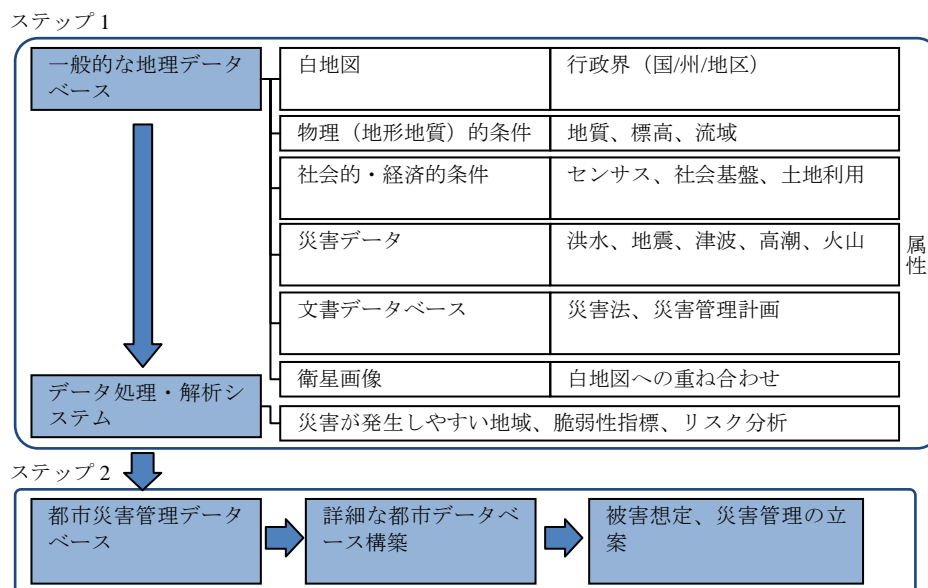 ステップ 1
一般的な地理データ
ベース
白地図
行政界(国/州/地区)
物理(地形地質)的条件
地質、標高、流域
社会的・経済的条件
センサス、社会基盤、土地利用
災害データ
洪水、地震、津波、高潮、火山
属性
文書データベース
災害法、災害管理計画
衛星画像
白地図への重ね合わせ
データ処理・解析シ
ステム
災害が発生しやすい地域、脆弱性指標、リスク分析
ステップ 2
都市災害管理データ
ベース
詳細な都市データベ
ース構築
被害想定、災害管理の立
案